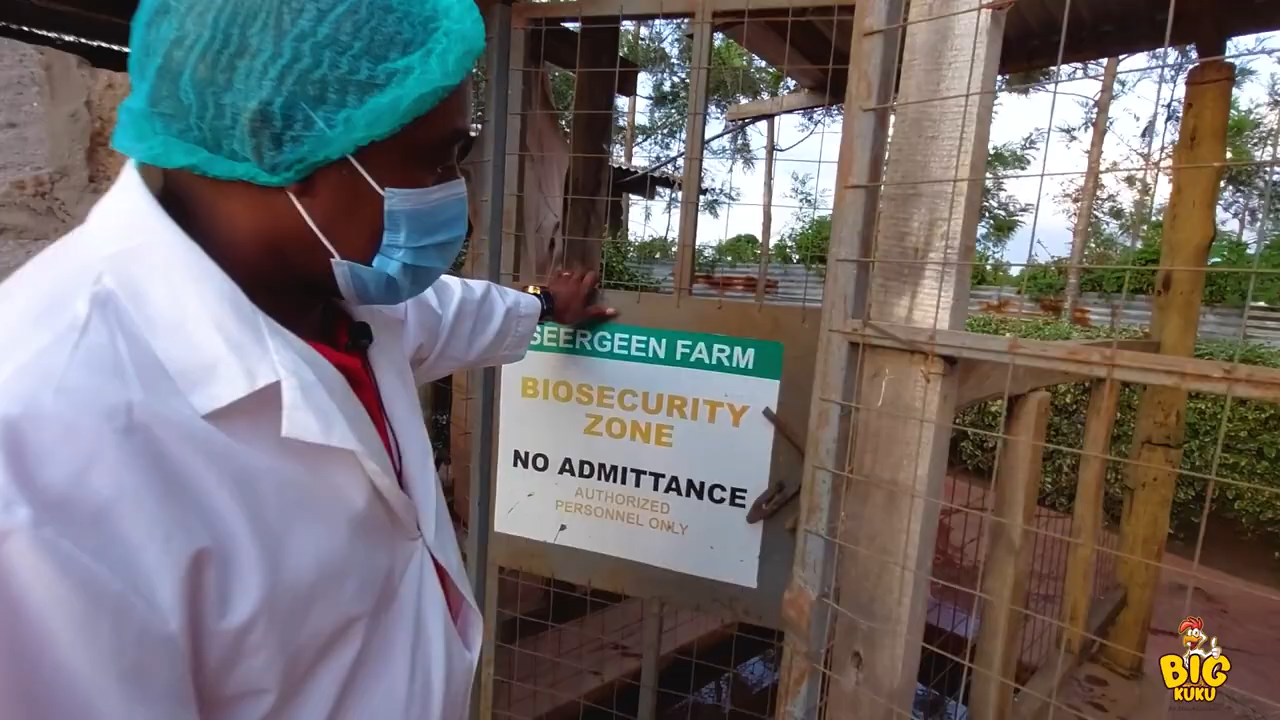 SEERGEEN FARM
BIOSECURITY
ZONE
NO ADMITTANCE
AUTHORIZED
PERSONNEL ONLY
BIG
KUKU